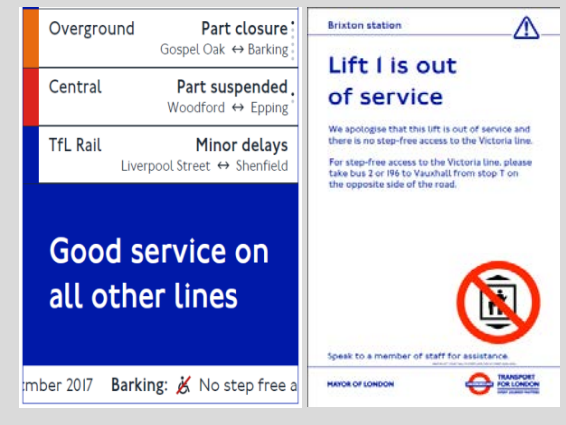 Overground Part closure
Gospel Oak ↔ Barking
Central Part suspended
Woodford ↔ Epping
TfL Rail Minor delays
Liverpool Street ↔ Shenfield
Good service on
all other lines
mber 2017 Barking: No step free a
Brixton station
Lift 1 is out
of service
We apologise that this lift is out of service and
there is no step-free access to the Victoria line.
For step-free access to the Victoria line, please
take bus 2 or 196 to Vauxhall from stop T on
the opposite side of the road.
Speak to a member of staff for assistance.
MAYOR OF LONDON
TRANSPORT
FOR LONDON